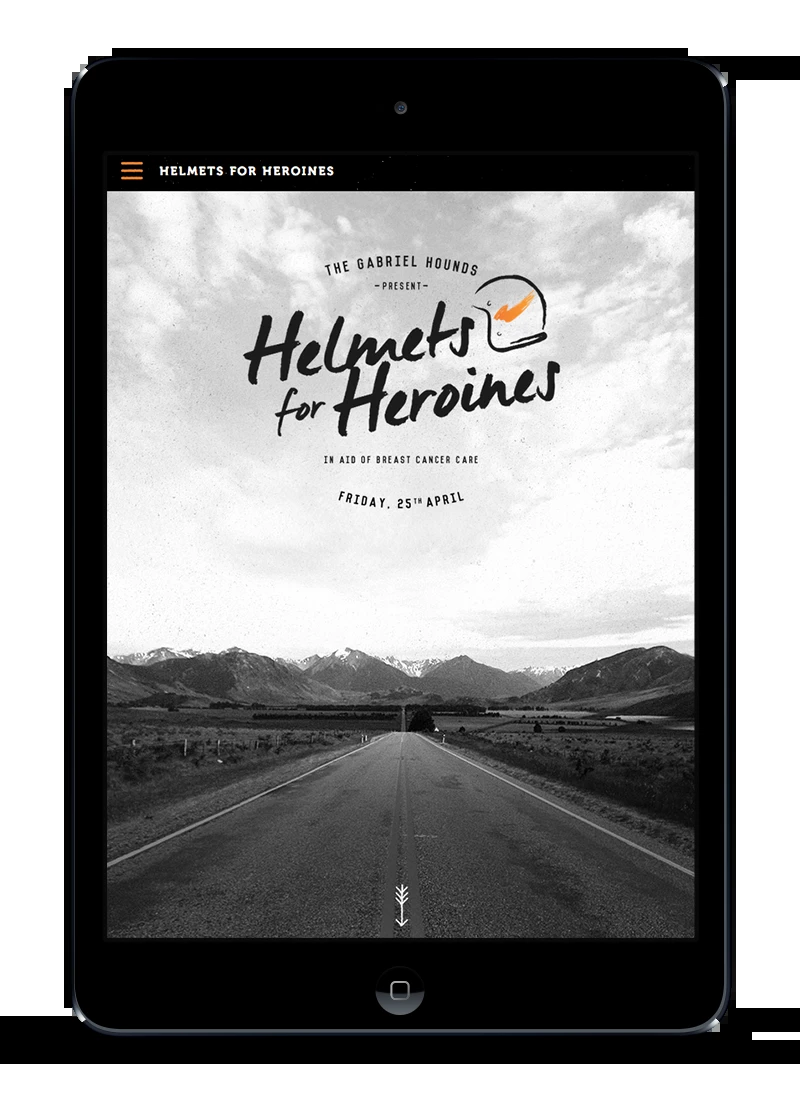 HELMETS FOR HEROINES
THE GABRIEL HOUNDS
–PRESENT–
Helmets
for Heroines
IN AID OF BREAST CANCER CARE
FRIDAY, 25TH APRIL